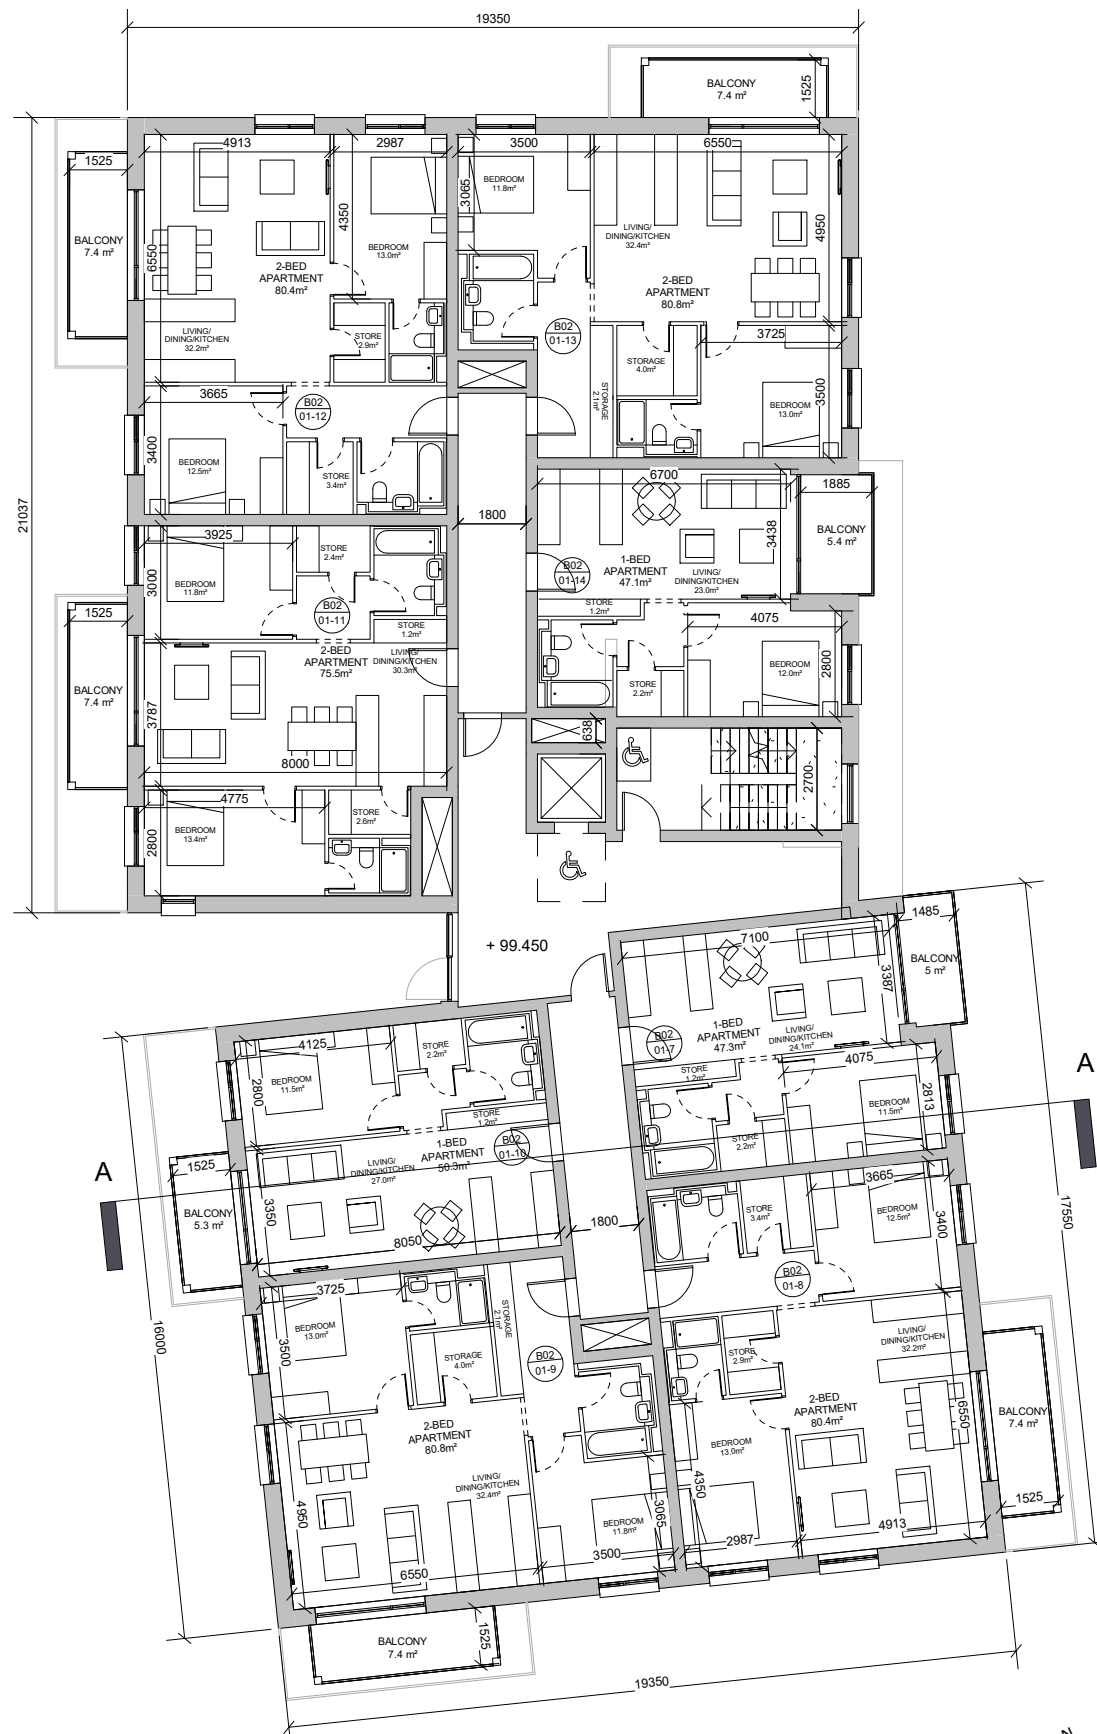 19350
BALCONY
7.4 m²
1525
4913
2987
3500
6550
1525
BALCONY
7.4 m²
6550
4350
BEDROOM
13.0m²
2-BED
APARTMENT
80.4m²
LIVING/
DINING/KITCHEN
32.2m²
STORE
2.9m²
3065
BEDROOM
11.8m²
LIVING/
DINING/KITCHEN
32.4m²
4950
2-BED
APARTMENT
80.8m²
B02
01-13
3725
STORAGE
4.0m²
STORAGE
2.1m²
BEDROOM
13.0m²
3500
3665
B02
01-12
3400
BEDROOM
12.5m²
STORE
3.4m²
21037
1800
6700
1885
3438
BALCONY
5.4 m²
1-BED
APARTMENT
47.1m²
B02
01-14
LIVING/
DINING/KITCHEN
23.0m²
STORE
1.2m²
4075
BEDROOM
12.0m²
2800
STORE
2.2m²
3925
3000
BEDROOM
11.8m²
STORE
2.4m²
B02
01-11
STORE
1.2m²
2-BED
APARTMENT
75.5m²
LIVING/
DINING/KITCHEN
30.3m²
1525
BALCONY
7.4 m²
3787
8000
4775
2800
BEDROOM
13.4m²
STORE
2.6m²
638
2700
+ 99.450
7100
1485
BALCONY
5 m²
3387
B02
01-7
1-BED
APARTMENT
47.3m²
LIVING/
DINING/KITCHEN
24.1m²
STORE
1.2m²
4075
2813
BEDROOM
11.5m²
STORE
2.2m²
A
4125
2800
BEDROOM
11.5m²
STORE
2.2m²
STORE
1.2m²
1-BED
APARTMENT
50.3m²
B02
01-10
LIVING/
DINING/KITCHEN
27.0m²
A
1525
BALCONY
5.3 m²
3350
8050
1800
3665
STORE
3.4m²
BEDROOM
12.5m²
3400
17550
B02
01-8
16000
3725
BEDROOM
13.0m²
3500
STORAGE
2.1m²
STORAGE
4.0m²
B02
01-9
LIVING/
DINING/KITCHEN
32.2m²
STORE
2.9m²
2-BED
APARTMENT
80.4m²
6550
BALCONY
7.4 m²
2-BED
APARTMENT
80.8m²
BEDROOM
13.0m²
LIVING/
DINING/KITCHEN
32.4m²
4950
3065
4350
BEDROOM
11.8m²
1525
4913
2987
3500
6550
BALCONY
7.4 m²
1525
19350
N